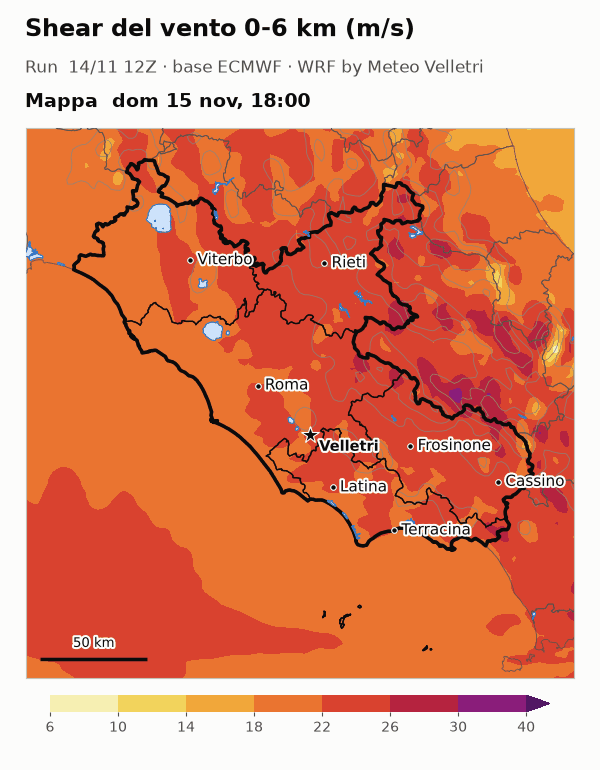 Shear del vento 0-6 km (m/s)
Run  14/11 12Z · base ECMWF · WRF by Meteo Velletri
Mappa  dom 15 nov, 18:00
Viterbo
Rieti
Roma
Velletri
Frosinone
Cassino
Latina
Terracina
50 km
6 10 14 18 22 26 30 40